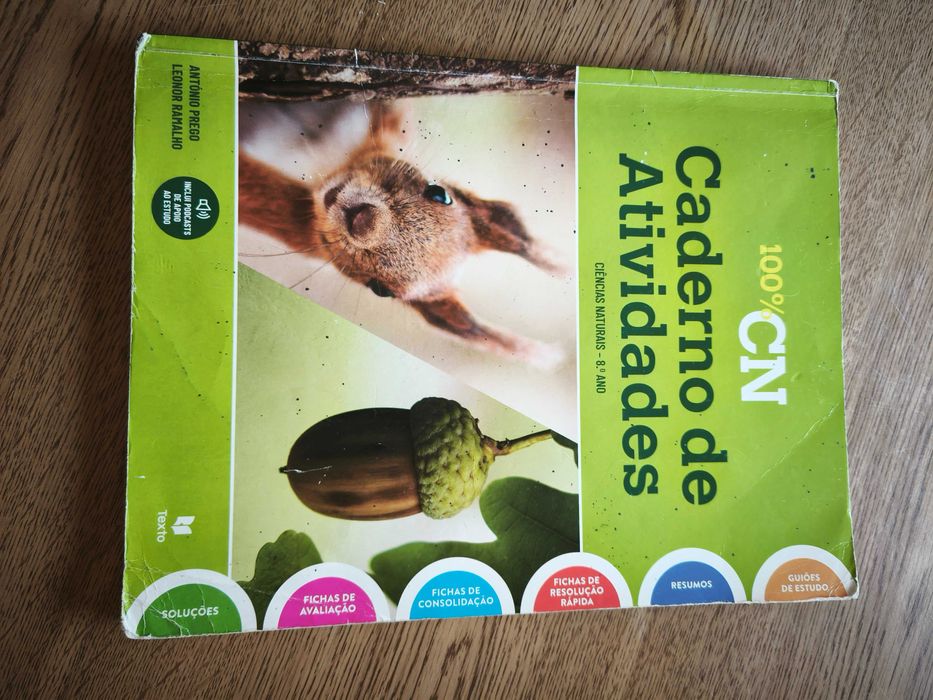 100% CN
Caderno de
Atividades
CIÊNCIAS NATURAIS – 8.º ANO
GUIÕES
DE ESTUDO
RESUMOS
FICHAS DE
RESOLUÇÃO
RÁPIDA
FICHAS DE
CONSOLIDAÇÃO
FICHAS DE
AVALIAÇÃO
SOLUÇÕES
ANTÓNIO PREGO
LEONOR RAMALHO
INCLUI PODCASTS
DE APOIO
AO ESTUDO
Texto